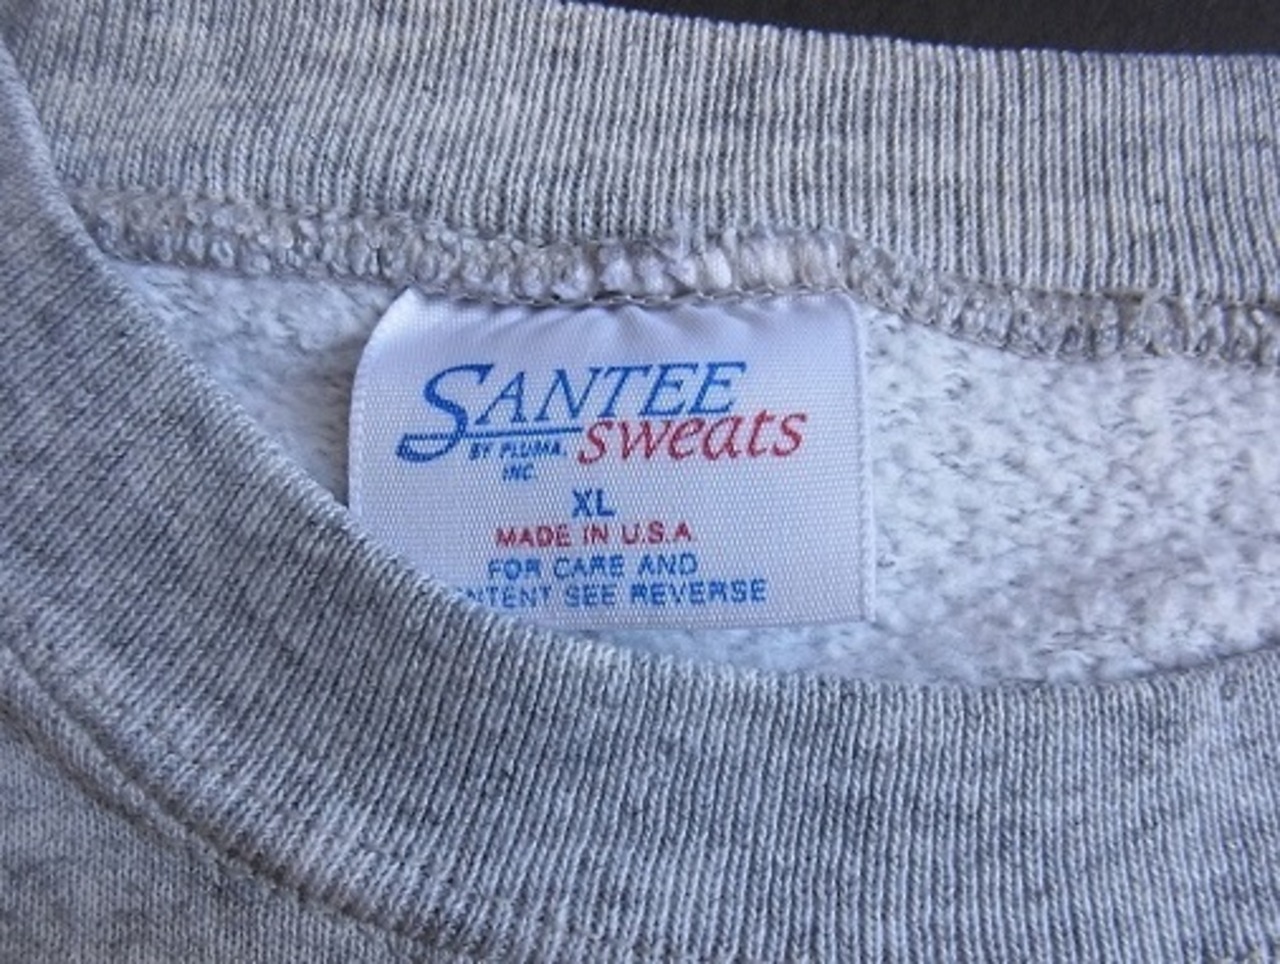 SANTEE
sweats
BY PLUMA,
INC.
XL
MADE IN U.S.A
FOR CARE AND
NTENT SEE REVERSE